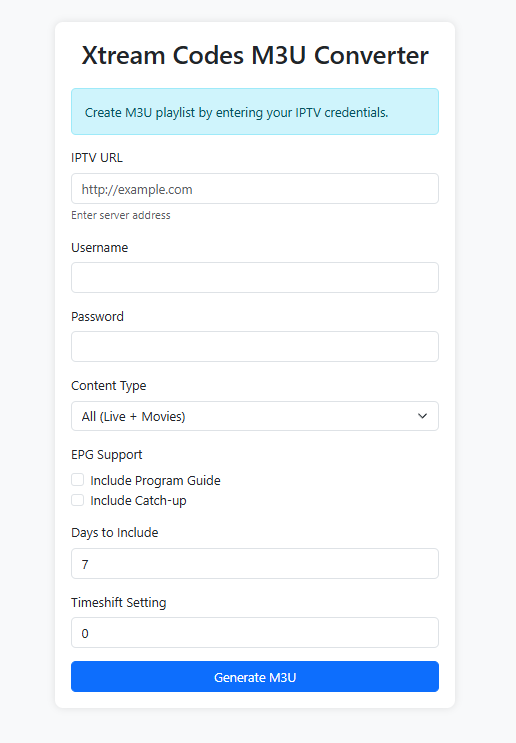 Xtream Codes M3U Converter
Create M3U playlist by entering your IPTV credentials.
IPTV URL
http://example.com
Enter server address
Username
Password
Content Type
All (Live + Movies)
EPG Support
Include Program Guide
Include Catch-up
Days to Include
7
Timeshift Setting
0
Generate M3U